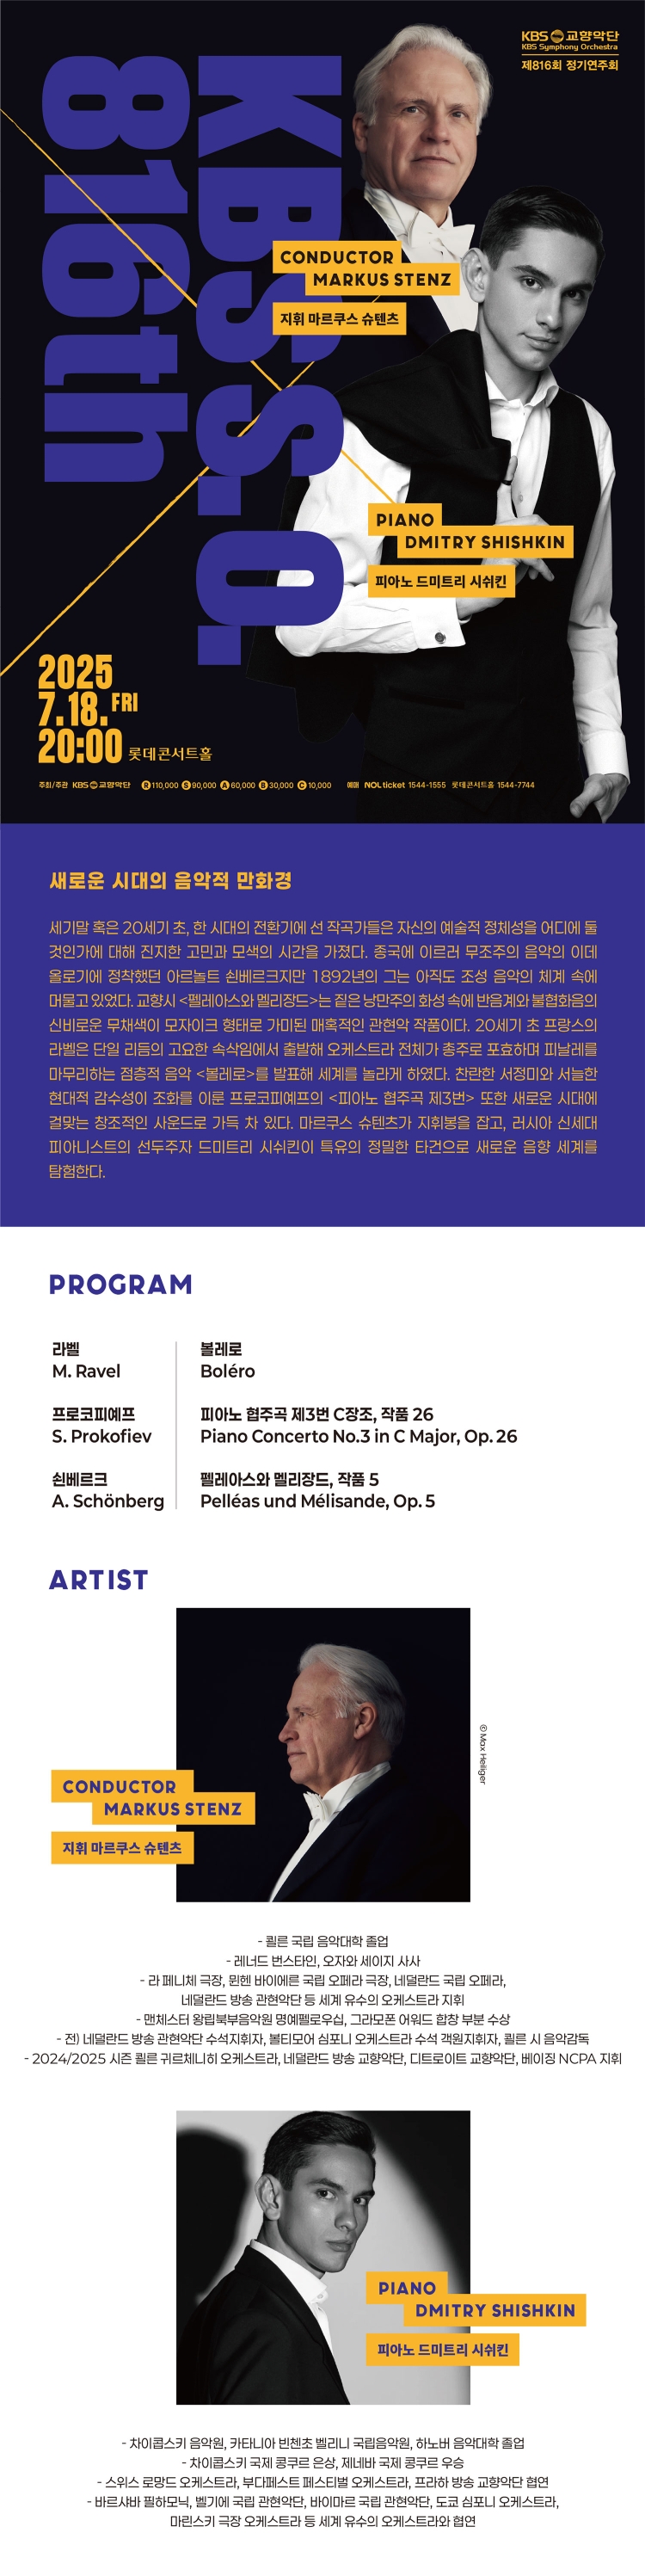 KBS 교향악단
KBS Symphony Orchestra
제816회 정기연주회
KBS S.O.
816th
CONDUCTOR
MARKUS STENZ
지휘 마르쿠스 슈텐츠
PIANO
DMITRY SHISHKIN
피아노 드미트리 시쉬킨
2025
7.18. FRI
20:00 롯데콘서트홀
주최/주관 KBS 교향악단 R 110,000 S 90,000 A 60,000 B 30,000 C 10,000 예매 NOL ticket 1544-1555 롯데콘서트홀 1544-7744
새로운 시대의 음악적 만화경
세기말 혹은 20세기 초, 한 시대의 전환기에 선 작곡가들은 자신의 예술적 정체성을 어디에 둘
것인가에 대해 진지한 고민과 모색의 시간을 가졌다. 종국에 이르러 무조주의 음악의 이데
올로기에 정착했던 아르놀트 쇤베르크지만 1892년의 그는 아직도 조성 음악의 체계 속에
머물고 있었다. 교향시 <펠레아스와 멜리장드>는 짙은 낭만주의 화성 속에 반음계와 불협화음의
신비로운 무채색이 모자이크 형태로 가미된 매혹적인 관현악 작품이다. 20세기 초 프랑스의
라벨은 단일 리듬의 고요한 속삭임에서 출발해 오케스트라 전체가 총주로 포효하며 피날레를
마무리하는 점층적 음악 <볼레로>를 발표해 세계를 놀라게 하였다. 찬란한 서정미와 서늘한
현대적 감수성이 조화를 이룬 프로코피예프의 <피아노 협주곡 제3번> 또한 새로운 시대에
걸맞는 창조적인 사운드로 가득 차 있다. 마르쿠스 슈텐츠가 지휘봉을 잡고, 러시아 신세대
피아니스트의 선두주자 드미트리 시쉬킨이 특유의 정밀한 타건으로 새로운 음향 세계를
탐험한다.
PROGRAM
라벨 볼레로
M. Ravel Boléro
프로코피예프 피아노 협주곡 제3번 C장조, 작품 26
S. Prokofiev Piano Concerto No.3 in C Major, Op. 26
쇤베르크 펠레아스와 멜리장드, 작품 5
A. Schönberg Pelléas und Mélisande, Op. 5
ARTIST
© Max Heiliger
CONDUCTOR
MARKUS STENZ
지휘 마르쿠스 슈텐츠
- 쾰른 국립 음악대학 졸업
- 레너드 번스타인, 오자와 세이지 사사
- 라 페니체 극장, 뮌헨 바이에른 국립 오페라 극장, 네덜란드 국립 오페라,
네덜란드 방송 관현악단 등 세계 유수의 오케스트라 지휘
- 맨체스터 왕립북부음악원 명예펠로우십, 그라모폰 어워드 합창 부분 수상
- 전) 네덜란드 방송 관현악단 수석지휘자, 볼티모어 심포니 오케스트라 수석 객원지휘자, 쾰른 시 음악감독
- 2024/2025 시즌 쾰른 귀르체니히 오케스트라, 네덜란드 방송 교향악단, 디트로이트 교향악단, 베이징 NCPA 지휘
PIANO
DMITRY SHISHKIN
피아노 드미트리 시쉬킨
- 차이콥스키 음악원, 카타니아 빈첸초 벨리니 국립음악원, 하노버 음악대학 졸업
- 차이콥스키 국제 콩쿠르 은상, 제네바 국제 콩쿠르 우승
- 스위스 로망드 오케스트라, 부다페스트 페스티벌 오케스트라, 프라하 방송 교향악단 협연
- 바르샤바 필하모닉, 벨기에 국립 관현악단, 바이마르 국립 관현악단, 도쿄 심포니 오케스트라,
마린스키 극장 오케스트라 등 세계 유수의 오케스트라와 협연